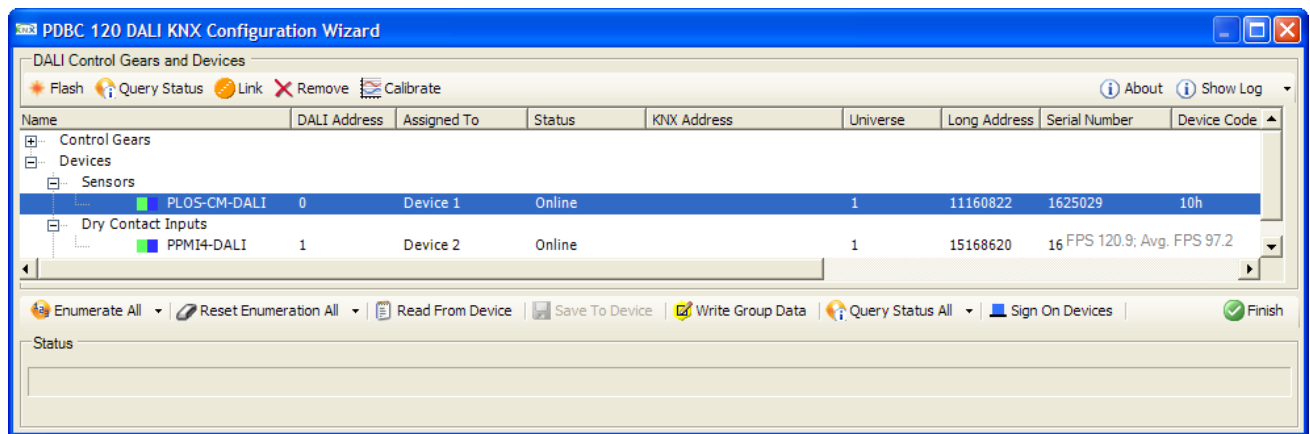 KNX PDBC 120 DALI KNX Configuration Wizard
DALI Control Gears and Devices
Flash Query Status Link Remove Calibrate About Show Log
Name DALI Address Assigned To Status KNX Address Universe Long Address Serial Number Device Code
Control Gears
Devices
Sensors
PLOS-CM-DALI 0 Device 1 Online 1 11160822 1625029 10h
Dry Contact Inputs
PPMI4-DALI 1 Device 2 Online 1 15168620 16 FPS 120.9; Avg. FPS 97.2
Enumerate All Reset Enumeration All Read From Device Save To Device Write Group Data Query Status All Sign On Devices Finish
Status